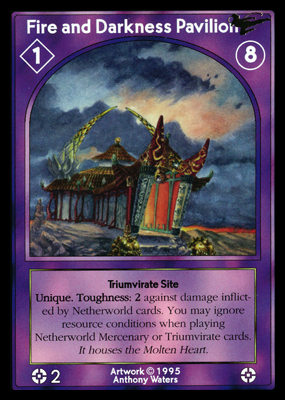 Fire and Darkness Pavilion
1
8
Triumvirate Site
Unique. Toughness: 2 against damage inflict-
ed by Netherworld cards. You may ignore
resource conditions when playing
Netherworld Mercenary or Triumvirate cards.
It houses the Molten Heart.
2
Artwork © 1995
Anthony Waters